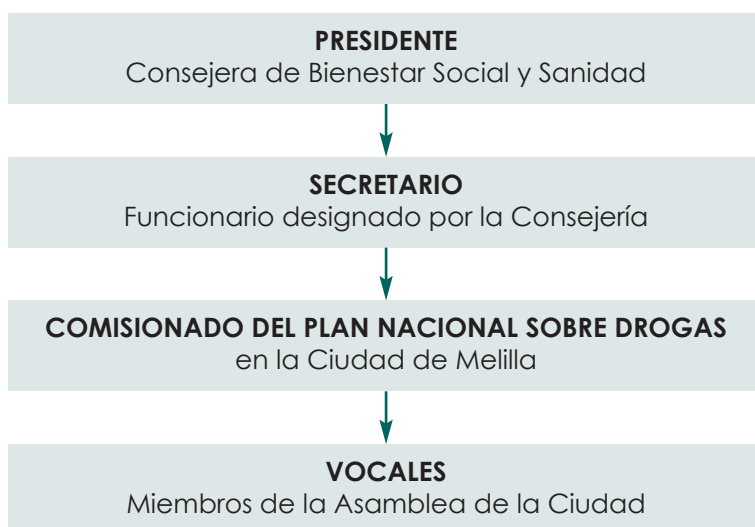 PRESIDENTE
Consejera de Bienestar Social y Sanidad
SECRETARIO
Funcionario designado por la Consejería
COMISIONADO DEL PLAN NACIONAL SOBRE DROGAS
en la Ciudad de Melilla
VOCALES
Miembros de la Asamblea de la Ciudad